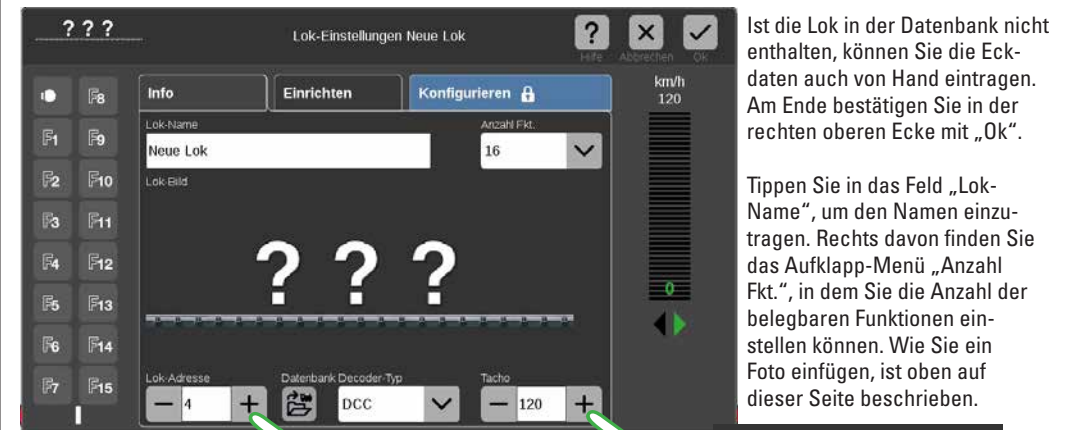 ? ? ?
Lok-Einstellungen Neue Lok
?
Hilfe
Abbrechen
Ok
F8
F1
F9
F2
F10
F3
F11
F4
F12
F5
F13
F6
F14
F7
F15
Info
Einrichten
Konfigurieren
Lok-Name
Neue Lok
Anzahl Fkt.
16
Lok-Bild
? ? ?
Lok-Adresse
4
Datenbank
Decoder-Typ
DCC
Tacho
120
km/h
120
0
Ist die Lok in der Datenbank nicht
enthalten, können Sie die Eck-
daten auch von Hand eintragen.
Am Ende bestätigen Sie in der
rechten oberen Ecke mit „Ok“.
Tippen Sie in das Feld „Lok-
Name“, um den Namen einzu-
tragen. Rechts davon finden Sie
das Aufklapp-Menü „Anzahl
Fkt.“, in dem Sie die Anzahl der
belegbaren Funktionen ein-
stellen können. Wie Sie ein
Foto einfügen, ist oben auf
dieser Seite beschrieben.